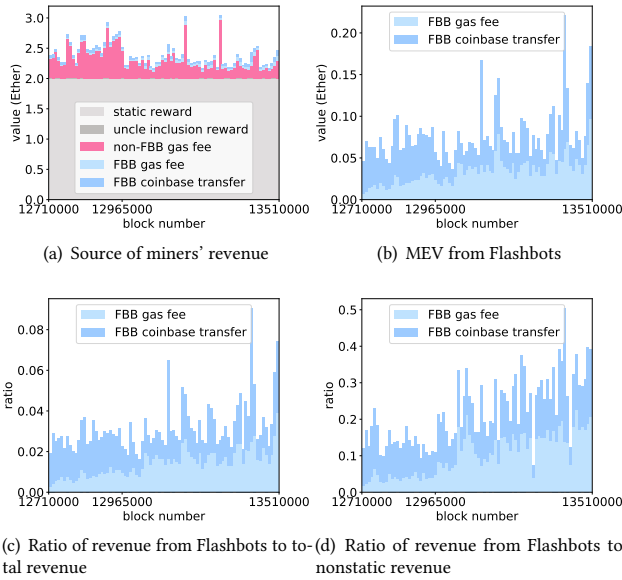 3.0
2.5
2.0
1.5
1.0
0.5
0.0
value (Ether)
static reward
uncle inclusion reward
non-FBB gas fee
FBB gas fee
FBB coinbase transfer
12710000 12965000 13510000
block number
(a) Source of miners’ revenue
0.20
0.15
0.10
0.05
0.00
value (Ether)
FBB gas fee
FBB coinbase transfer
12710000 12965000 13510000
block number
(b) MEV from Flashbots
0.08
0.06
0.04
0.02
0.00
ratio
FBB gas fee
FBB coinbase transfer
12710000 12965000 13510000
block number
(c) Ratio of revenue from Flashbots to to-
tal revenue
0.5
0.4
0.3
0.2
0.1
0.0
ratio
FBB gas fee
FBB coinbase transfer
12710000 12965000 13510000
block number
(d) Ratio of revenue from Flashbots to
nonstatic revenue